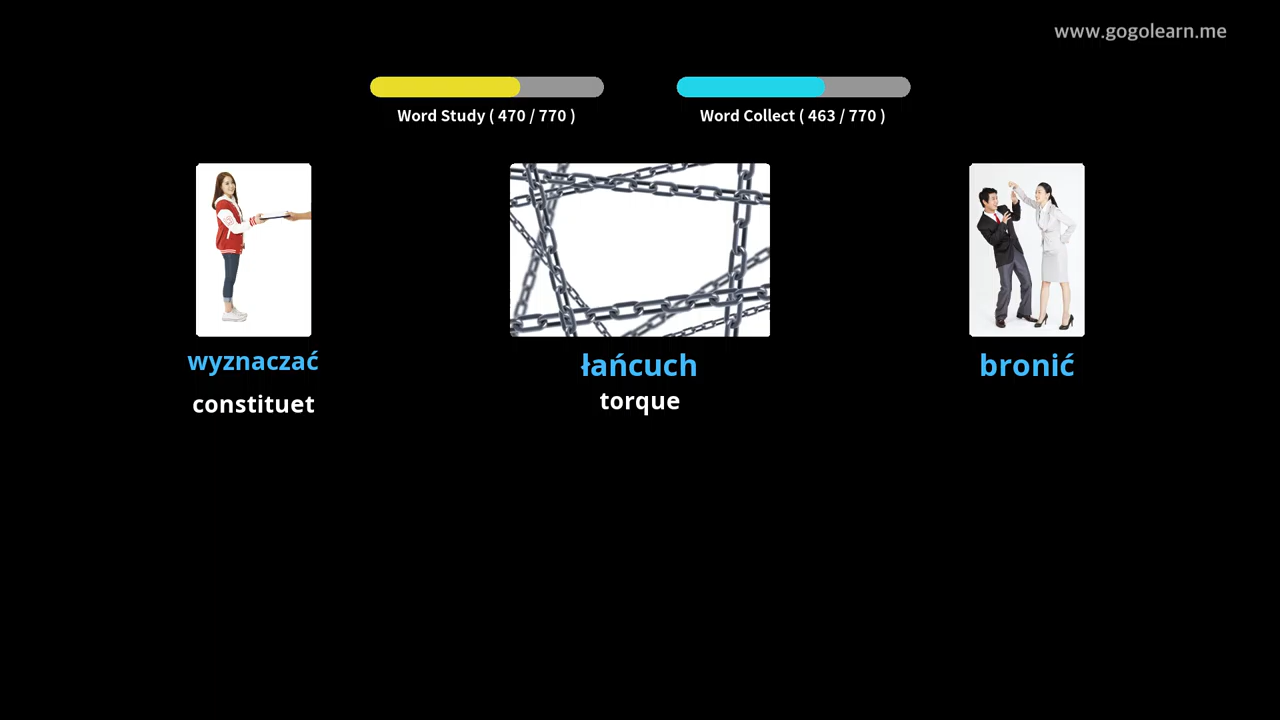 www.gogolearn.me
Word Study ( 470 / 770 )
Word Collect ( 463 / 770 )
wyznaczać
łańcuch
bronić
constituet
torque